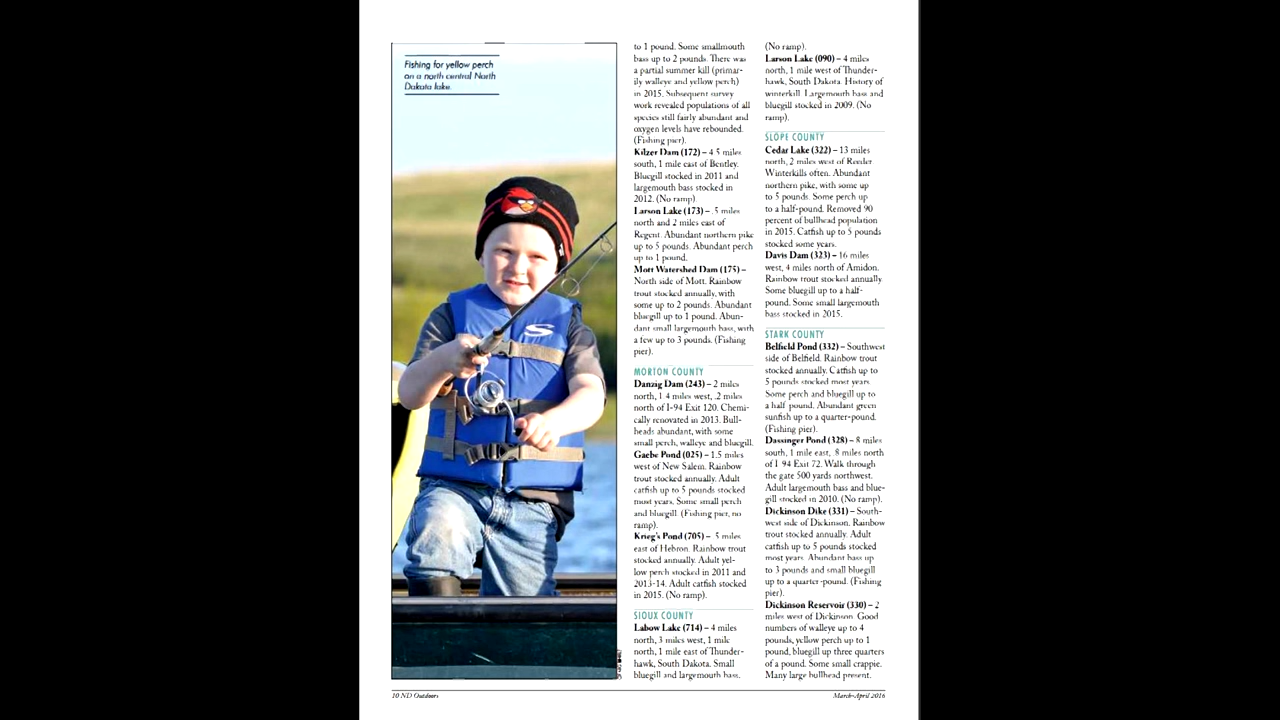 Fishing for yellow perch
on a north central North
Dakota lake.
to 1 pound. Some smallmouth
bass up to 2 pounds. There was
a partial summer kill (primar-
ily walleye and yellow perch)
in 2015. Subsequent survey
work revealed populations of all
species still fairly abundant and
oxygen levels have rebounded.
(Fishing pier).
Kilzer Dam (172) – 4.5 miles
south, 1 mile east of Bentley.
Bluegill stocked in 2011 and
largemouth bass stocked in
2012. (No ramp).
Larson Lake (173) – .5 miles
north and 2 miles east of
Regent. Abundant northern pike
up to 5 pounds. Abundant perch
up to 1 pound.
Mott Watershed Dam (175) –
North side of Mott. Rainbow
trout stocked annually, with
some up to 2 pounds. Abundant
bluegill up to 1 pound. Abun-
dant small largemouth bass, with
a few up to 3 pounds. (Fishing
pier).
MORTON COUNTY
Danzig Dam (243) – 2 miles
north, 1.4 miles west, .2 miles
north of I-94 Exit 120. Chemi-
cally renovated in 2013. Bull-
heads abundant, with some
small perch, walleye and bluegill.
Gaebe Pond (025) – 1.5 miles
west of New Salem. Rainbow
trout stocked annually. Adult
catfish up to 5 pounds stocked
most years. Some small perch
and bluegill. (Fishing pier, no
ramp).
Krieg's Pond (705) – .5 miles
east of Hebron. Rainbow trout
stocked annually. Adult yel-
low perch stocked in 2011 and
2013-14. Adult catfish stocked
in 2015. (No ramp).
SIOUX COUNTY
Labow Lake (714) – 4 miles
north, 3 miles west, 1 mile
north, 1 mile east of Thunder-
hawk, South Dakota. Small
bluegill and largemouth bass.
(No ramp).
Larson Lake (090) – 4 miles
north, 1 mile west of Thunder-
hawk, South Dakota. History of
winterkill. Largemouth bass and
bluegill stocked in 2009. (No
ramp).
SLOPE COUNTY
Cedar Lake (322) – 13 miles
north, 2 miles west of Reeder.
Winterkills often. Abundant
northern pike, with some up
to 5 pounds. Some perch up
to a half-pound. Removed 90
percent of bullhead population
in 2015. Catfish up to 5 pounds
stocked some years.
Davis Dam (323) – 16 miles
west, 4 miles north of Amidon.
Rainbow trout stocked annually.
Some bluegill up to a half-
pound. Some small largemouth
bass stocked in 2015.
STARK COUNTY
Belfield Pond (332) – Southwest
side of Belfield. Rainbow trout
stocked annually. Catfish up to
5 pounds stocked most years.
Some perch and bluegill up to
a half pound. Abundant green
sunfish up to a quarter-pound.
(Fishing pier).
Dassinger Pond (328) – 8 miles
south, 1 mile east, .8 miles north
of I-94 Exit 72. Walk through
the gate 500 yards northwest.
Adult largemouth bass and blue-
gill stocked in 2010. (No ramp).
Dickinson Dike (331) – South-
west side of Dickinson. Rainbow
trout stocked annually. Adult
catfish up to 5 pounds stocked
most years. Abundant bass up
to 3 pounds and small bluegill
up to a quarter-pound. (Fishing
pier).
Dickinson Reservoir (330) – 2
miles west of Dickinson. Good
numbers of walleye up to 4
pounds, yellow perch up to 1
pound, bluegill up three quarters
of a pound. Some small crappie.
Many large bullhead present.
10 ND Outdoors
March-April 2016